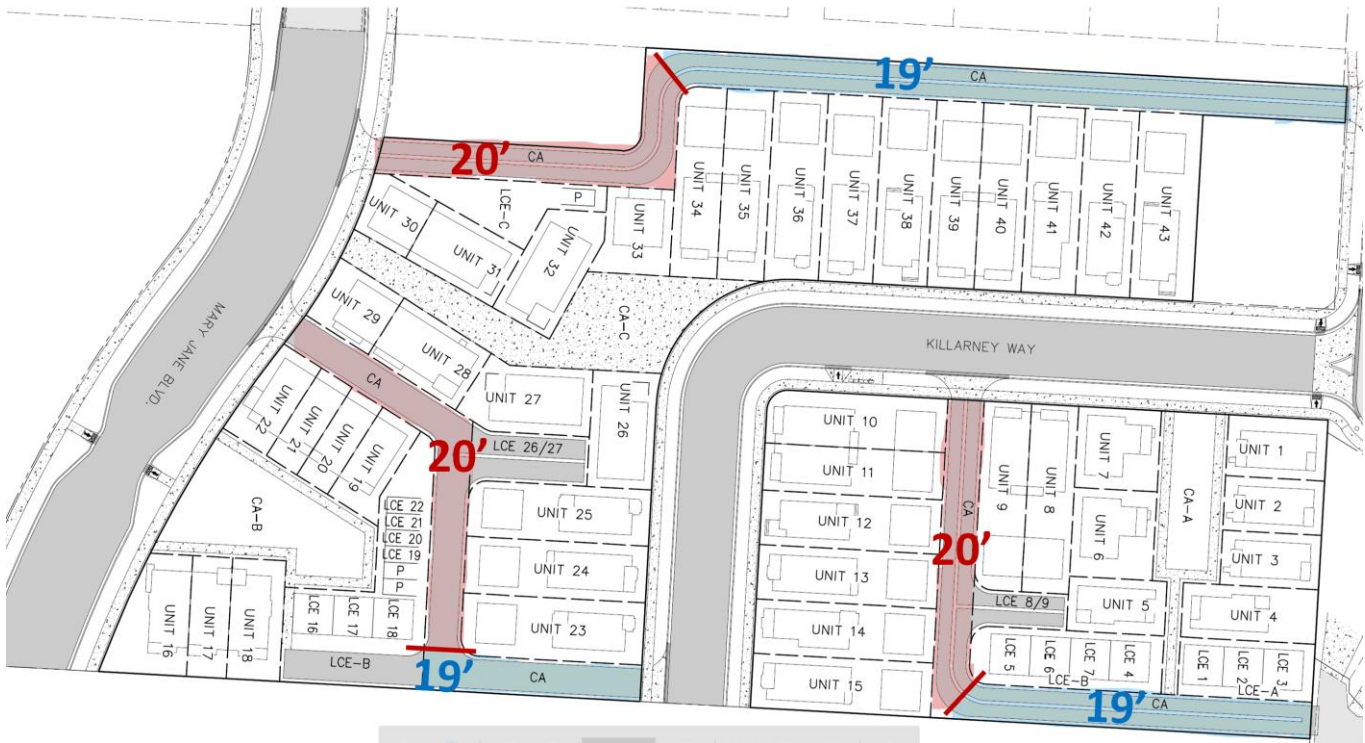 19'
CA
20'
CA
LCE-C
P
UNIT 30
UNIT 31
UNIT 32
UNIT 33
UNIT 34
UNIT 35
UNIT 36
UNIT 37
UNIT 38
UNIT 39
UNIT 40
UNIT 41
UNIT 42
UNIT 43
MARY JANE BLVD.
CA-C
KILLARNEY WAY
UNIT 29
UNIT 28
CA
UNIT 27
UNIT 26
UNIT 22
UNIT 21
UNIT 20
UNIT 19
20'
LCE 26/27
CA-B
LCE 22
LCE 21
LCE 20
LCE 19
P
P
UNIT 25
UNIT 24
UNIT 23
UNIT 16
UNIT 17
UNIT 18
LCE 16
LCE 17
LCE 18
LCE-B
19'
CA
UNIT 10
UNIT 11
UNIT 12
UNIT 13
UNIT 14
UNIT 15
CA
20'
UNIT 9
UNIT 8
UNIT 7
UNIT 6
CA-A
UNIT 1
UNIT 2
UNIT 3
LCE 8/9
UNIT 5
UNIT 4
LCE 5
LCE 6
LCE 7
LCE 4
LCE-B
LCE 1
LCE 2
LCE 3
LCE-A
19'
CA